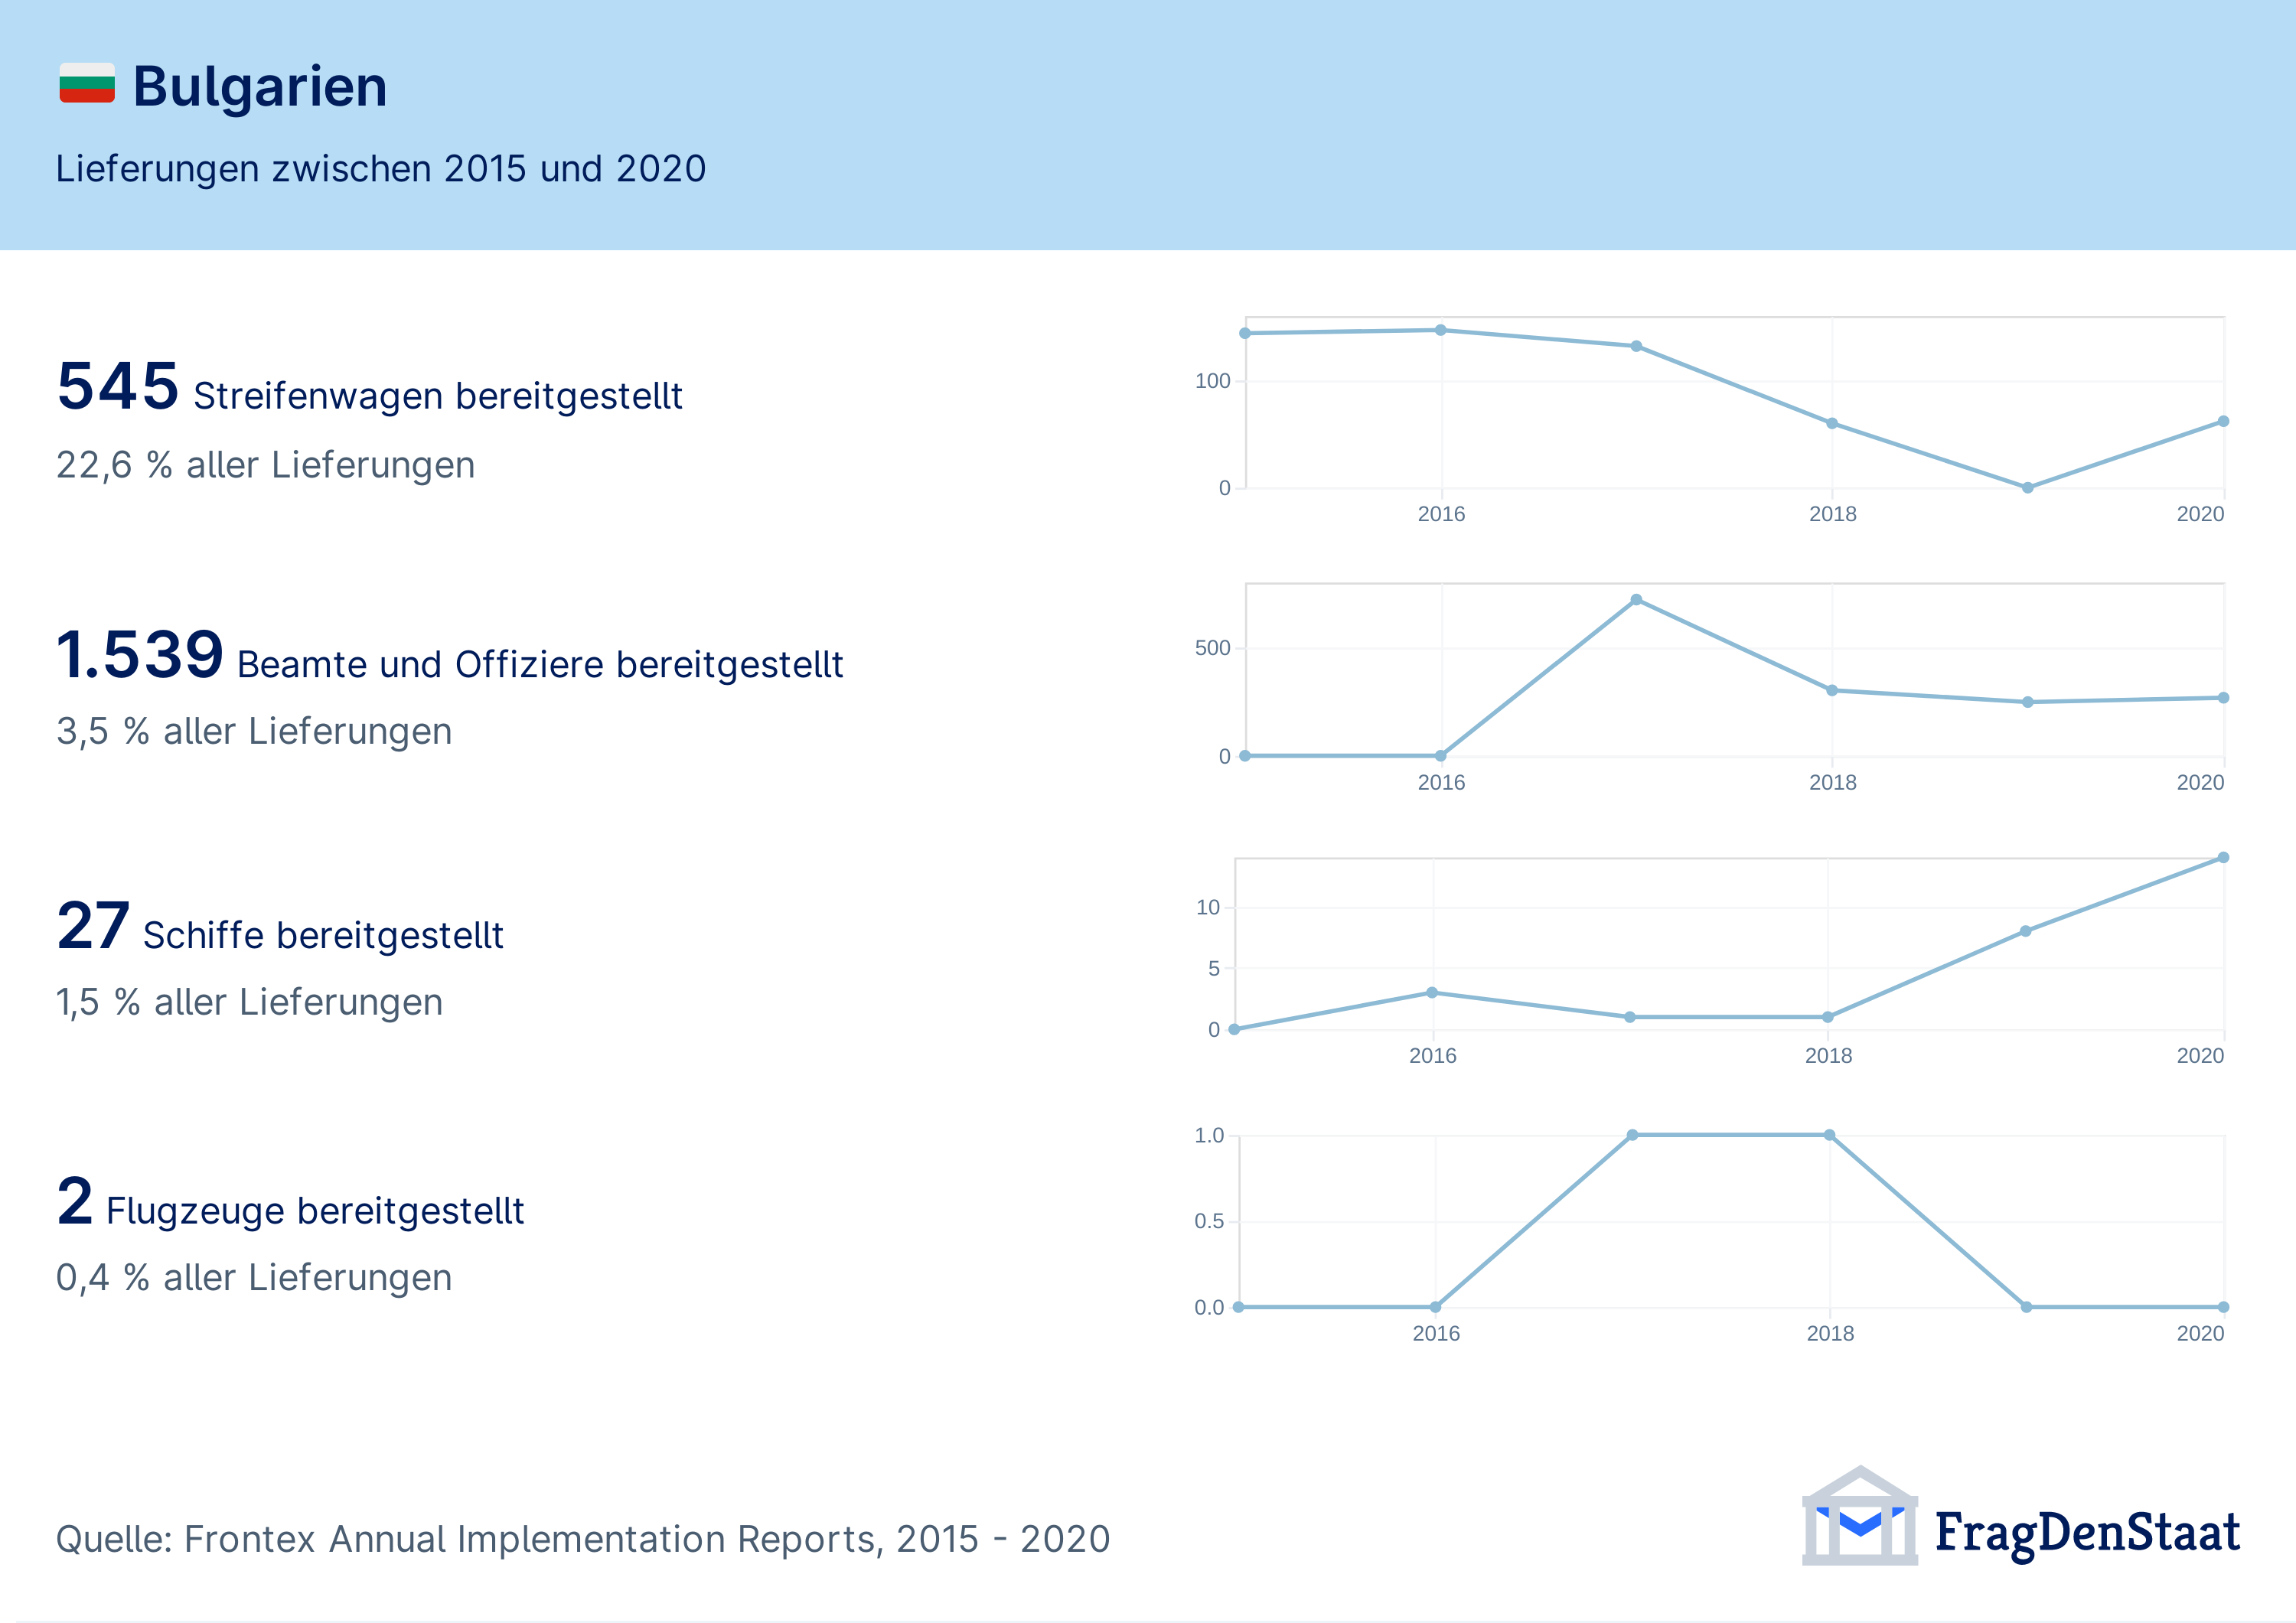 Bulgarien
Lieferungen zwischen 2015 und 2020
545 Streifenwagen bereitgestellt
22,6 % aller Lieferungen
100
0
2016 2018 2020
1.539 Beamte und Offiziere bereitgestellt
3,5 % aller Lieferungen
500
0
2016 2018 2020
27 Schiffe bereitgestellt
1,5 % aller Lieferungen
10
5
0
2016 2018 2020
2 Flugzeuge bereitgestellt
0,4 % aller Lieferungen
1.0
0.5
0.0
2016 2018 2020
Quelle: Frontex Annual Implementation Reports, 2015 - 2020
FragDenStaat